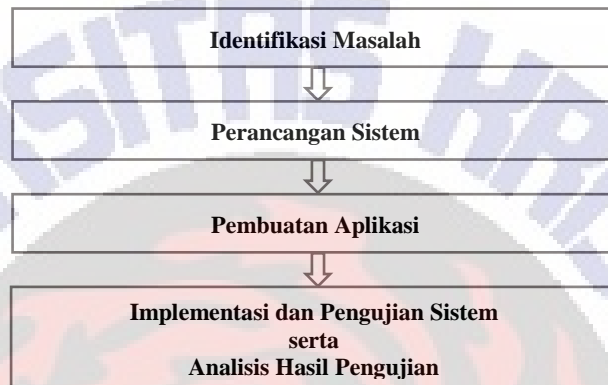 Identifikasi Masalah
Perancangan Sistem
Pembuatan Aplikasi
Implementasi dan Pengujian Sistem
serta
Analisis Hasil Pengujian